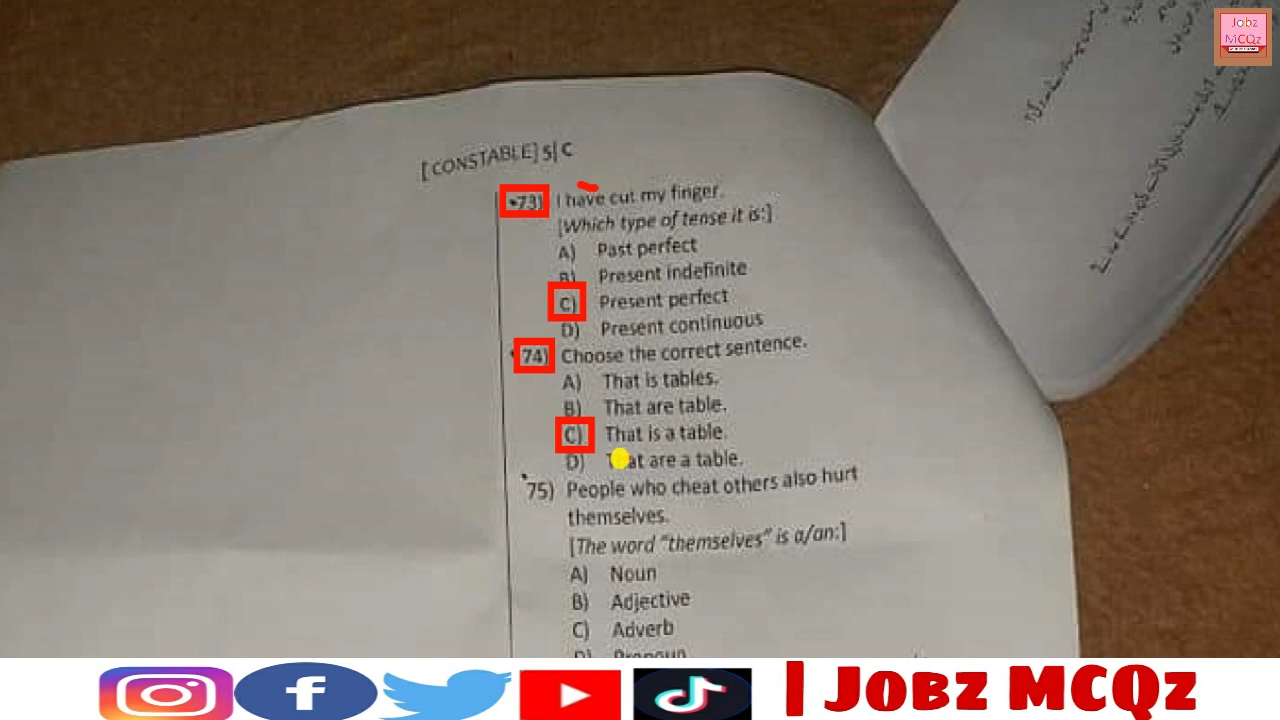 Jobz
MCQz
[CONSTABLE] 5| C
73) I have cut my finger.
[Which type of tense it is:]
A) Past perfect
B) Present indefinite
C) Present perfect
D) Present continuous
74) Choose the correct sentence.
A) That is tables.
B) That are table.
C) That is a table.
D) That are a table.
75) People who cheat others also hurt
themselves.
[The word "themselves" is a/an:]
A) Noun
B) Adjective
C) Adverb
D) Pronoun
| JOBZ MCQZ